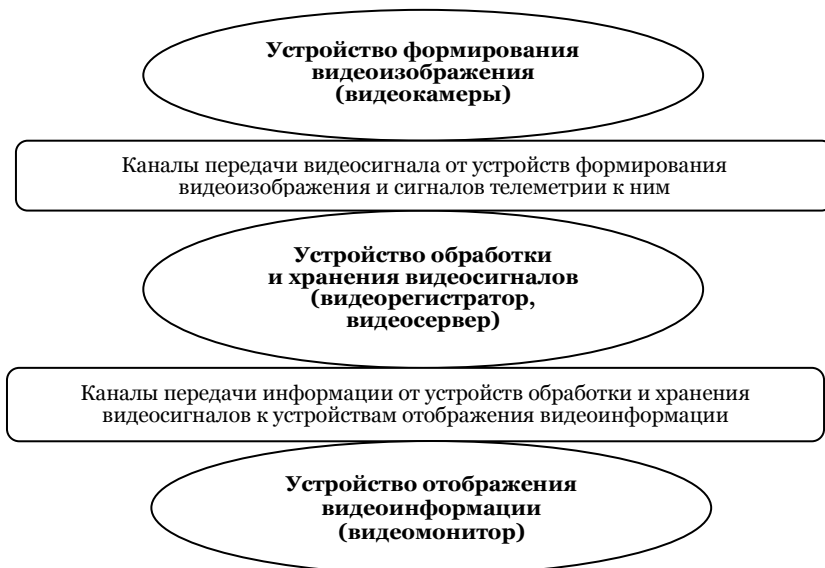 Устройство формирования
видеоизображения
(видеокамеры)
Каналы передачи видеосигнала от устройств формирования
видеоизображения и сигналов телеметрии к ним
Устройство обработки
и хранения видеосигналов
(видеорегистратор,
видеосервер)
Каналы передачи информации от устройств обработки и хранения
видеосигналов к устройствам отображения видеоинформации
Устройство отображения
видеоинформации
(видеомонитор)